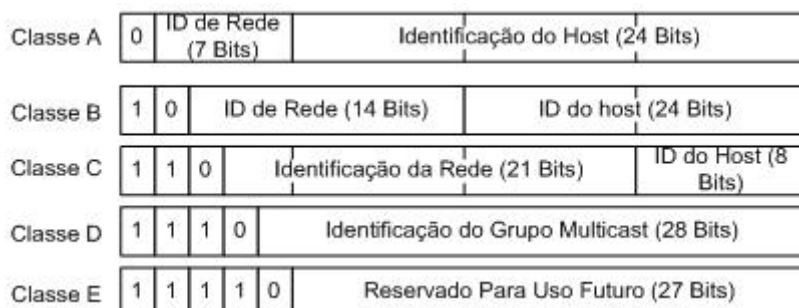 Classe A 0 ID de Rede (7 Bits) Identificação do Host (24 Bits)
Classe B 1 0 ID de Rede (14 Bits) ID do host (24 Bits)
Classe C 1 1 0 Identificação da Rede (21 Bits) ID do Host (8 Bits)
Classe D 1 1 1 0 Identificação do Grupo Multicast (28 Bits)
Classe E 1 1 1 1 0 Reservado Para Uso Futuro (27 Bits)